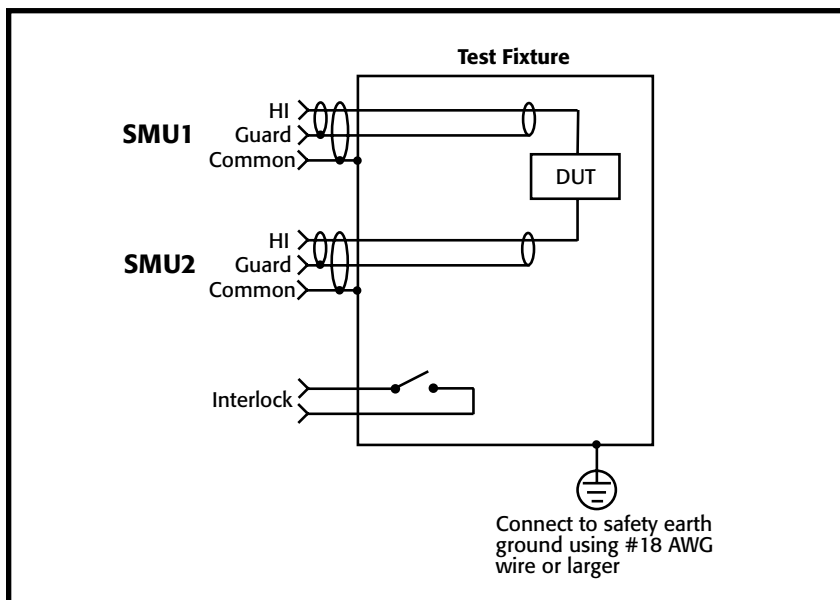 Test Fixture
SMU1
HI
Guard
Common
DUT
SMU2
HI
Guard
Common
Interlock
Connect to safety earth
ground using #18 AWG
wire or larger